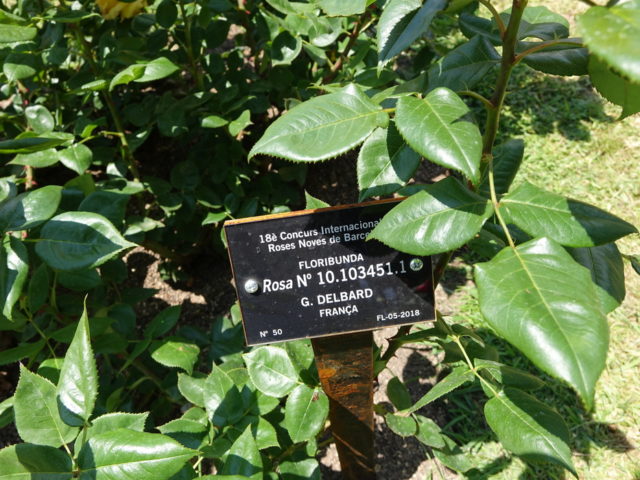 18è Concurs Internacional
Roses Noves de
FLORIBUNDA
Rosa Nº 10.103451.1
G. DELBARD
FRANÇA
Nº 50
FL-05-2018